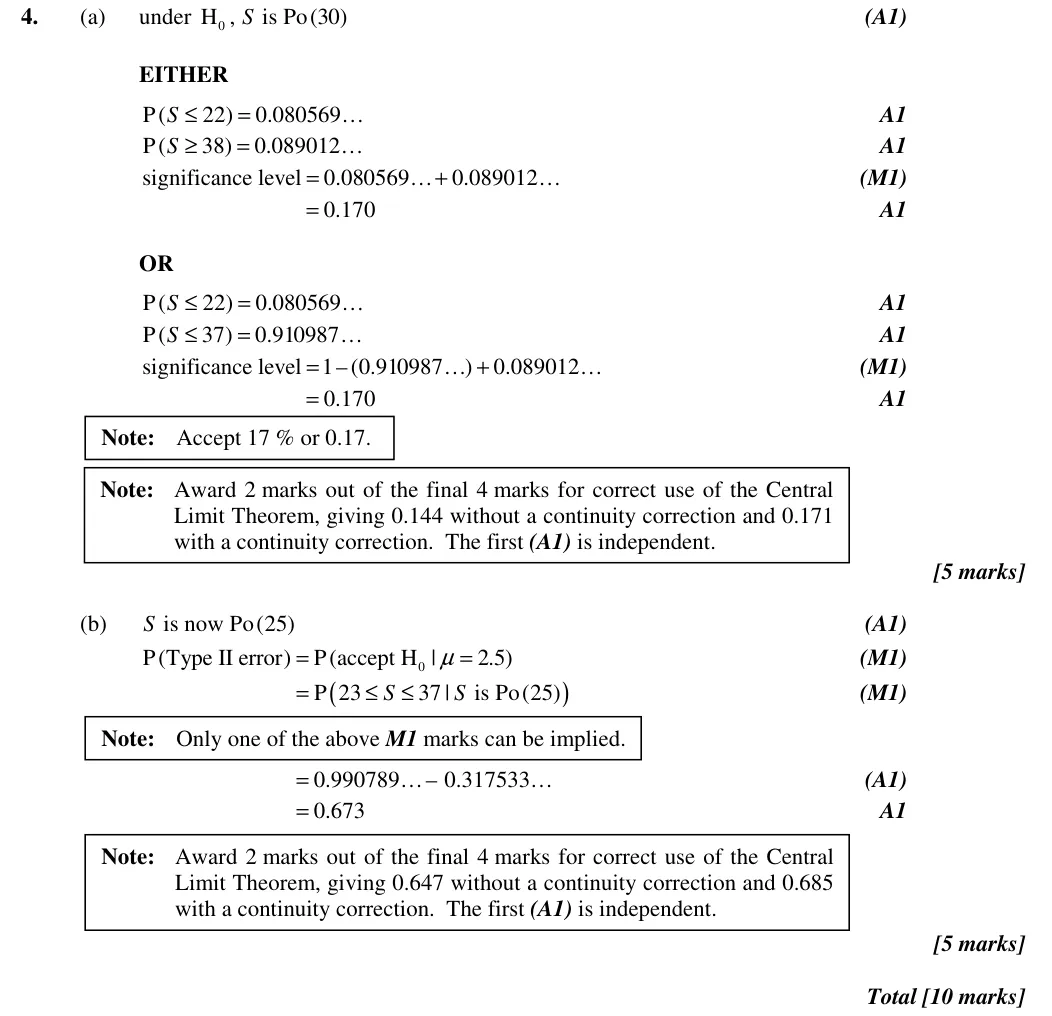 4. (a) under H₀, S is Po(30) (A1)
EITHER
P(S ≤ 22) = 0.080569… A1
P(S ≥ 38) = 0.089012… A1
significance level = 0.080569… + 0.089012… (M1)
= 0.170 A1
OR
P(S ≤ 22) = 0.080569… A1
P(S ≤ 37) = 0.910987… A1
significance level = 1 – (0.910987…) + 0.089012… (M1)
= 0.170 A1
Note: Accept 17 % or 0.17.
Note: Award 2 marks out of the final 4 marks for correct use of the Central
Limit Theorem, giving 0.144 without a continuity correction and 0.171
with a continuity correction. The first (A1) is independent.
[5 marks]
(b) S is now Po(25) (A1)
P(Type II error) = P(accept H₀ | μ = 2.5) (M1)
= P(23 ≤ S ≤ 37 | S is Po(25)) (M1)
Note: Only one of the above M1 marks can be implied.
= 0.990789… – 0.317533… (A1)
= 0.673 A1
Note: Award 2 marks out of the final 4 marks for correct use of the Central
Limit Theorem, giving 0.647 without a continuity correction and 0.685
with a continuity correction. The first (A1) is independent.
[5 marks]
Total [10 marks]